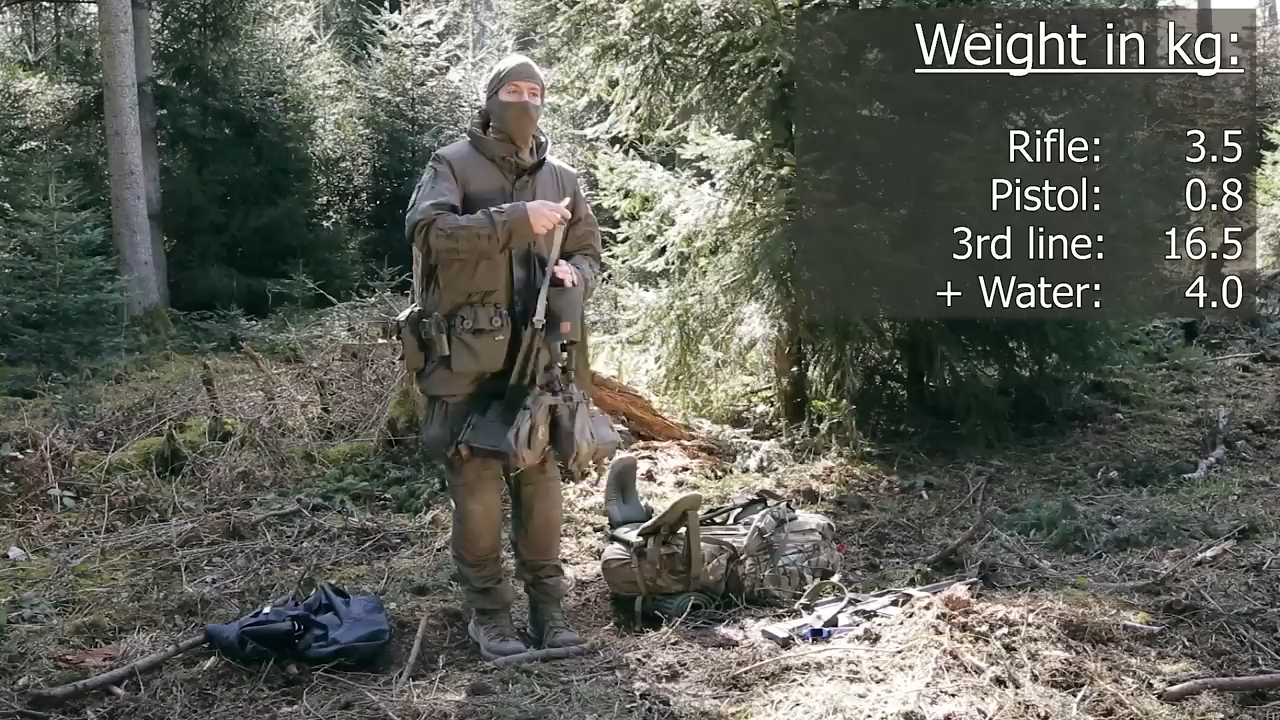 Weight in kg:
Rifle: 3.5
Pistol: 0.8
3rd line: 16.5
+ Water: 4.0